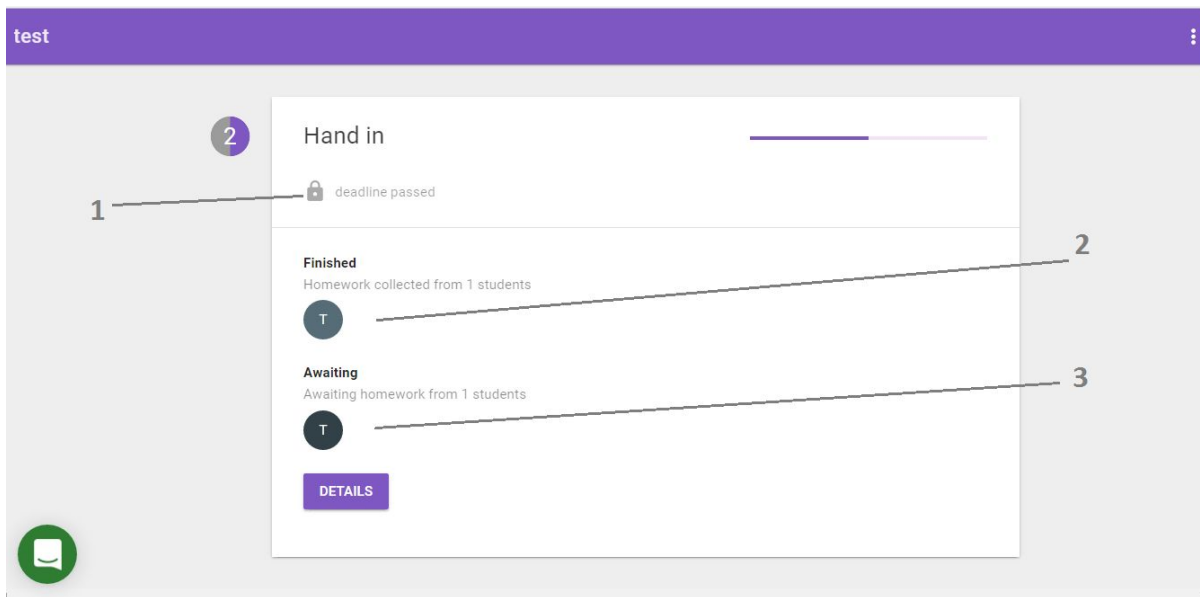 test
2 Hand in
1 deadline passed
Finished
2
Homework collected from 1 students
T
Awaiting
3
Awaiting homework from 1 students
T
DETAILS